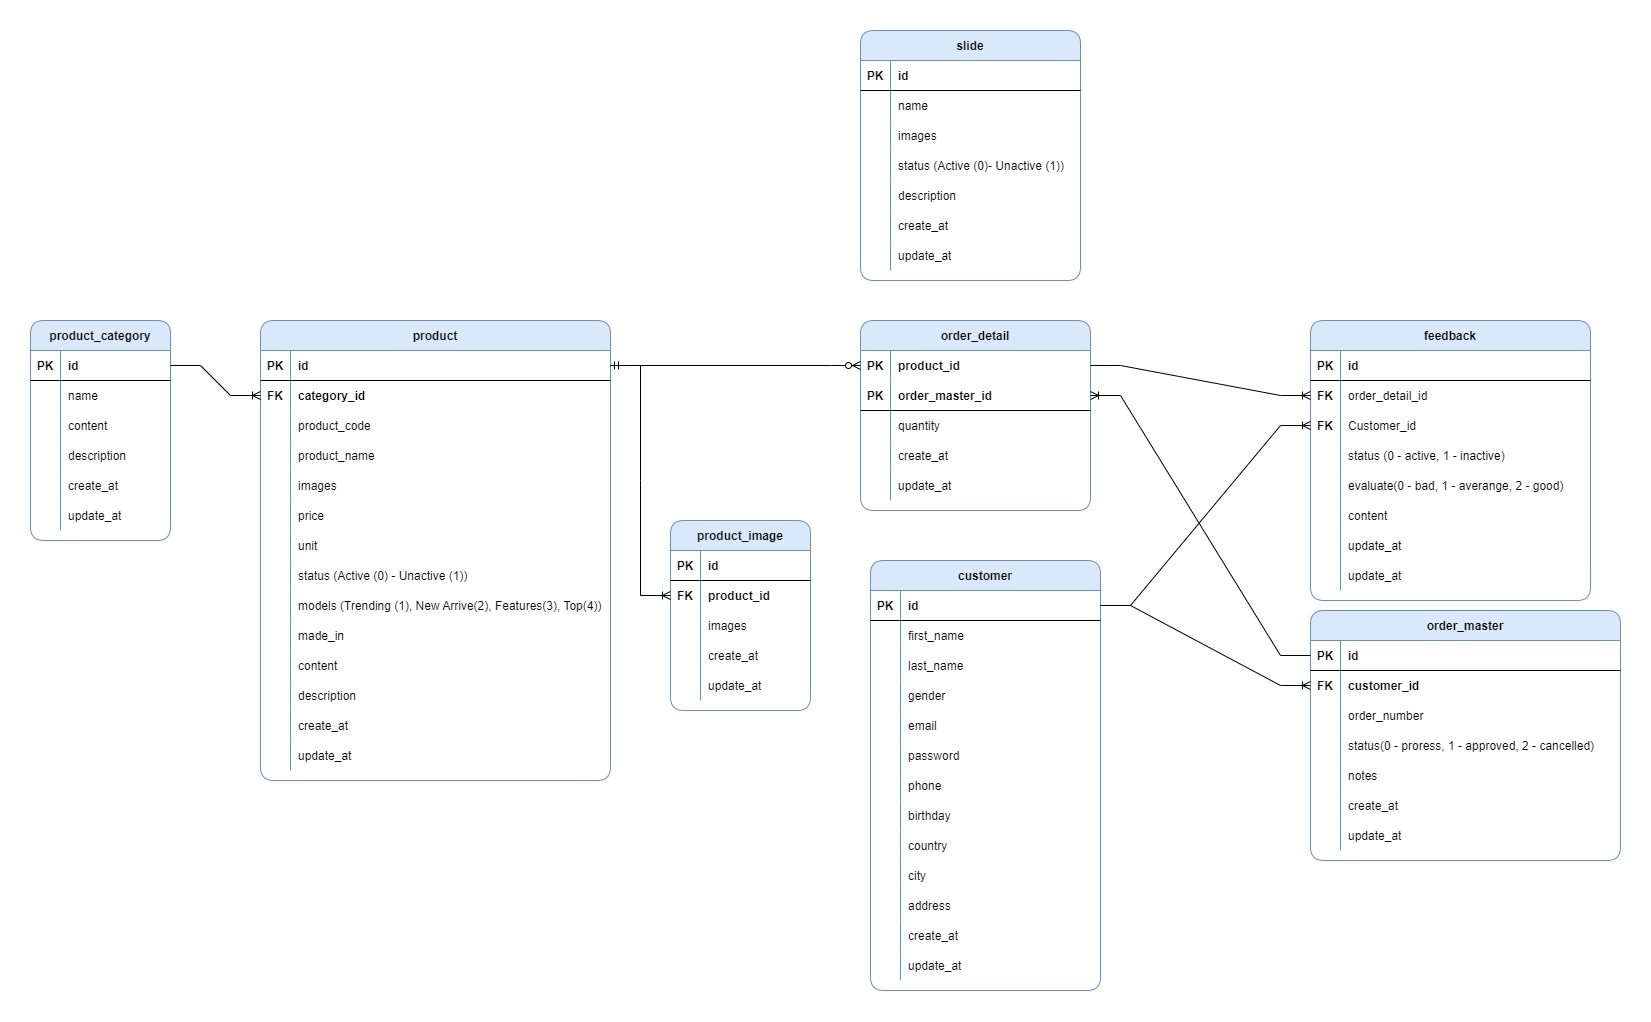 slide
PK id
name
images
status (Active (0)- Unactive (1))
description
create_at
update_at
product_category
PK id
name
content
description
create_at
update_at
product
PK id
FK category_id
product_code
product_name
images
price
unit
status (Active (0) - Unactive (1))
models (Trending (1), New Arrive(2), Features(3), Top(4))
made_in
content
description
create_at
update_at
product_image
PK id
FK product_id
images
create_at
update_at
order_detail
PK product_id
PK order_master_id
quantity
create_at
update_at
customer
PK id
first_name
last_name
gender
email
password
phone
birthday
country
city
address
create_at
update_at
feedback
PK id
FK order_detail_id
FK Customer_id
status (0 - active, 1 - inactive)
evaluate(0 - bad, 1 - averange, 2 - good)
content
update_at
update_at
order_master
PK id
FK customer_id
order_number
status(0 - proress, 1 - approved, 2 - cancelled)
notes
create_at
update_at